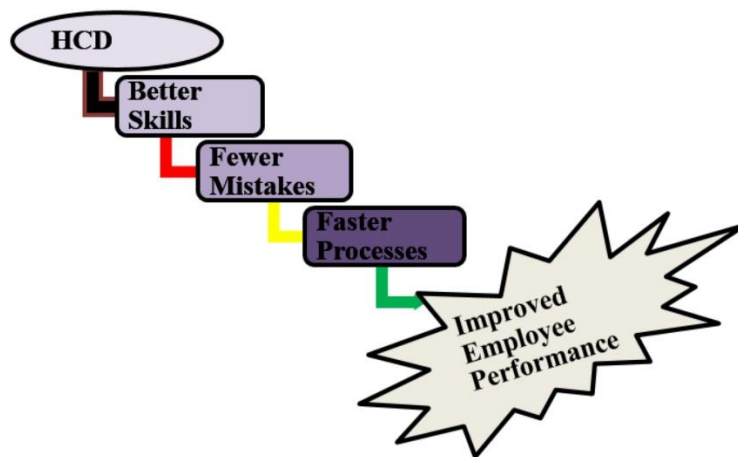 HCD
Better
Skills
Fewer
Mistakes
Faster
Processes
Improved
Employee
Performance